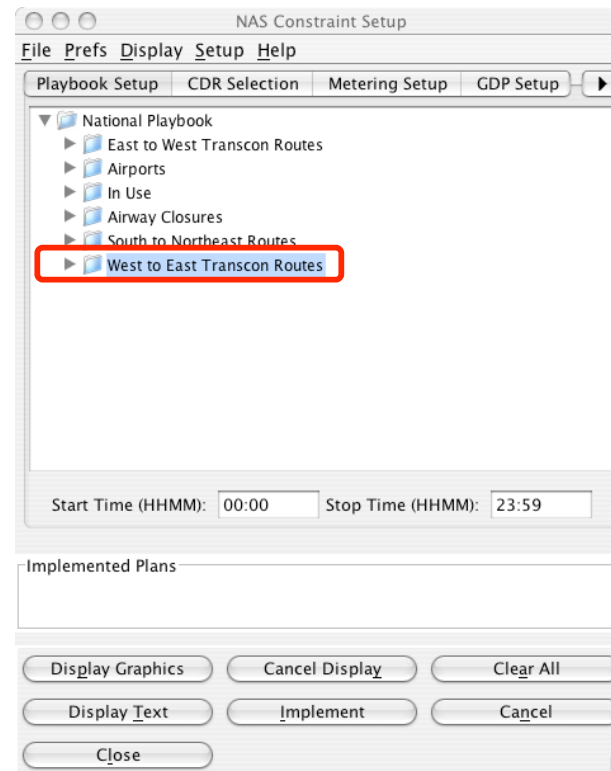 NAS Constraint Setup
File Prefs Display Setup Help
Playbook Setup CDR Selection Metering Setup GDP Setup
National Playbook
East to West Transcon Routes
Airports
In Use
Airway Closures
South to Northeast Routes
West to East Transcon Routes
Start Time (HHMM): 00:00 Stop Time (HHMM): 23:59
Implemented Plans
Display Graphics Cancel Display Clear All
Display Text Implement Cancel
Close